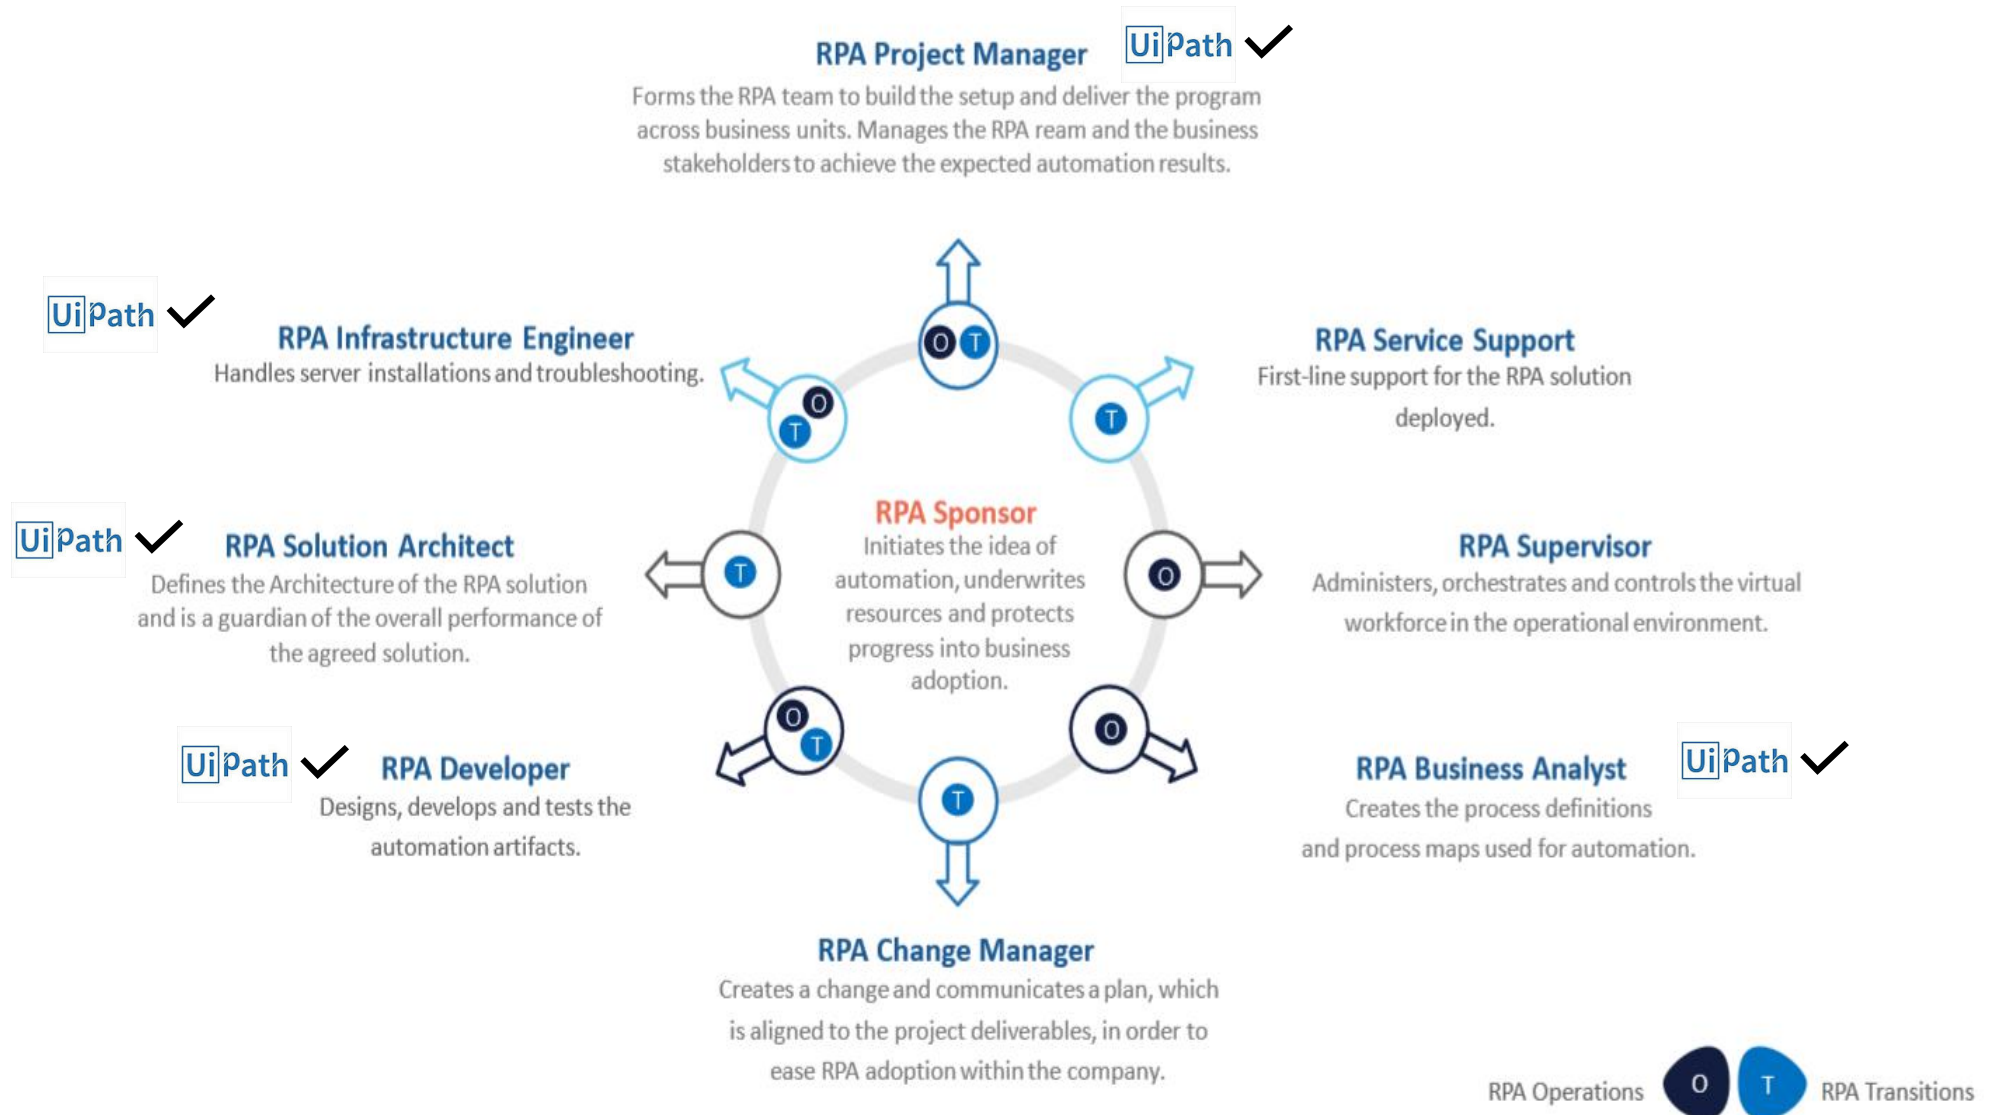 RPA Project Manager
UiPath
Forms the RPA team to build the setup and deliver the program
across business units. Manages the RPA ream and the business
stakeholders to achieve the expected automation results.
UiPath
RPA Infrastructure Engineer
Handles server installations and troubleshooting.
O T
O
T
T
RPA Service Support
First-line support for the RPA solution
deployed.
UiPath
RPA Solution Architect
Defines the Architecture of the RPA solution
and is a guardian of the overall performance of
the agreed solution.
T
RPA Sponsor
Initiates the idea of
automation, underwrites
resources and protects
progress into business
adoption.
O
RPA Supervisor
Administers, orchestrates and controls the virtual
workforce in the operational environment.
UiPath
RPA Developer
Designs, develops and tests the
automation artifacts.
O
T
T
O
RPA Business Analyst
UiPath
Creates the process definitions
and process maps used for automation.
RPA Change Manager
Creates a change and communicates a plan, which
is aligned to the project deliverables, in order to
ease RPA adoption within the company.
RPA Operations O T RPA Transitions